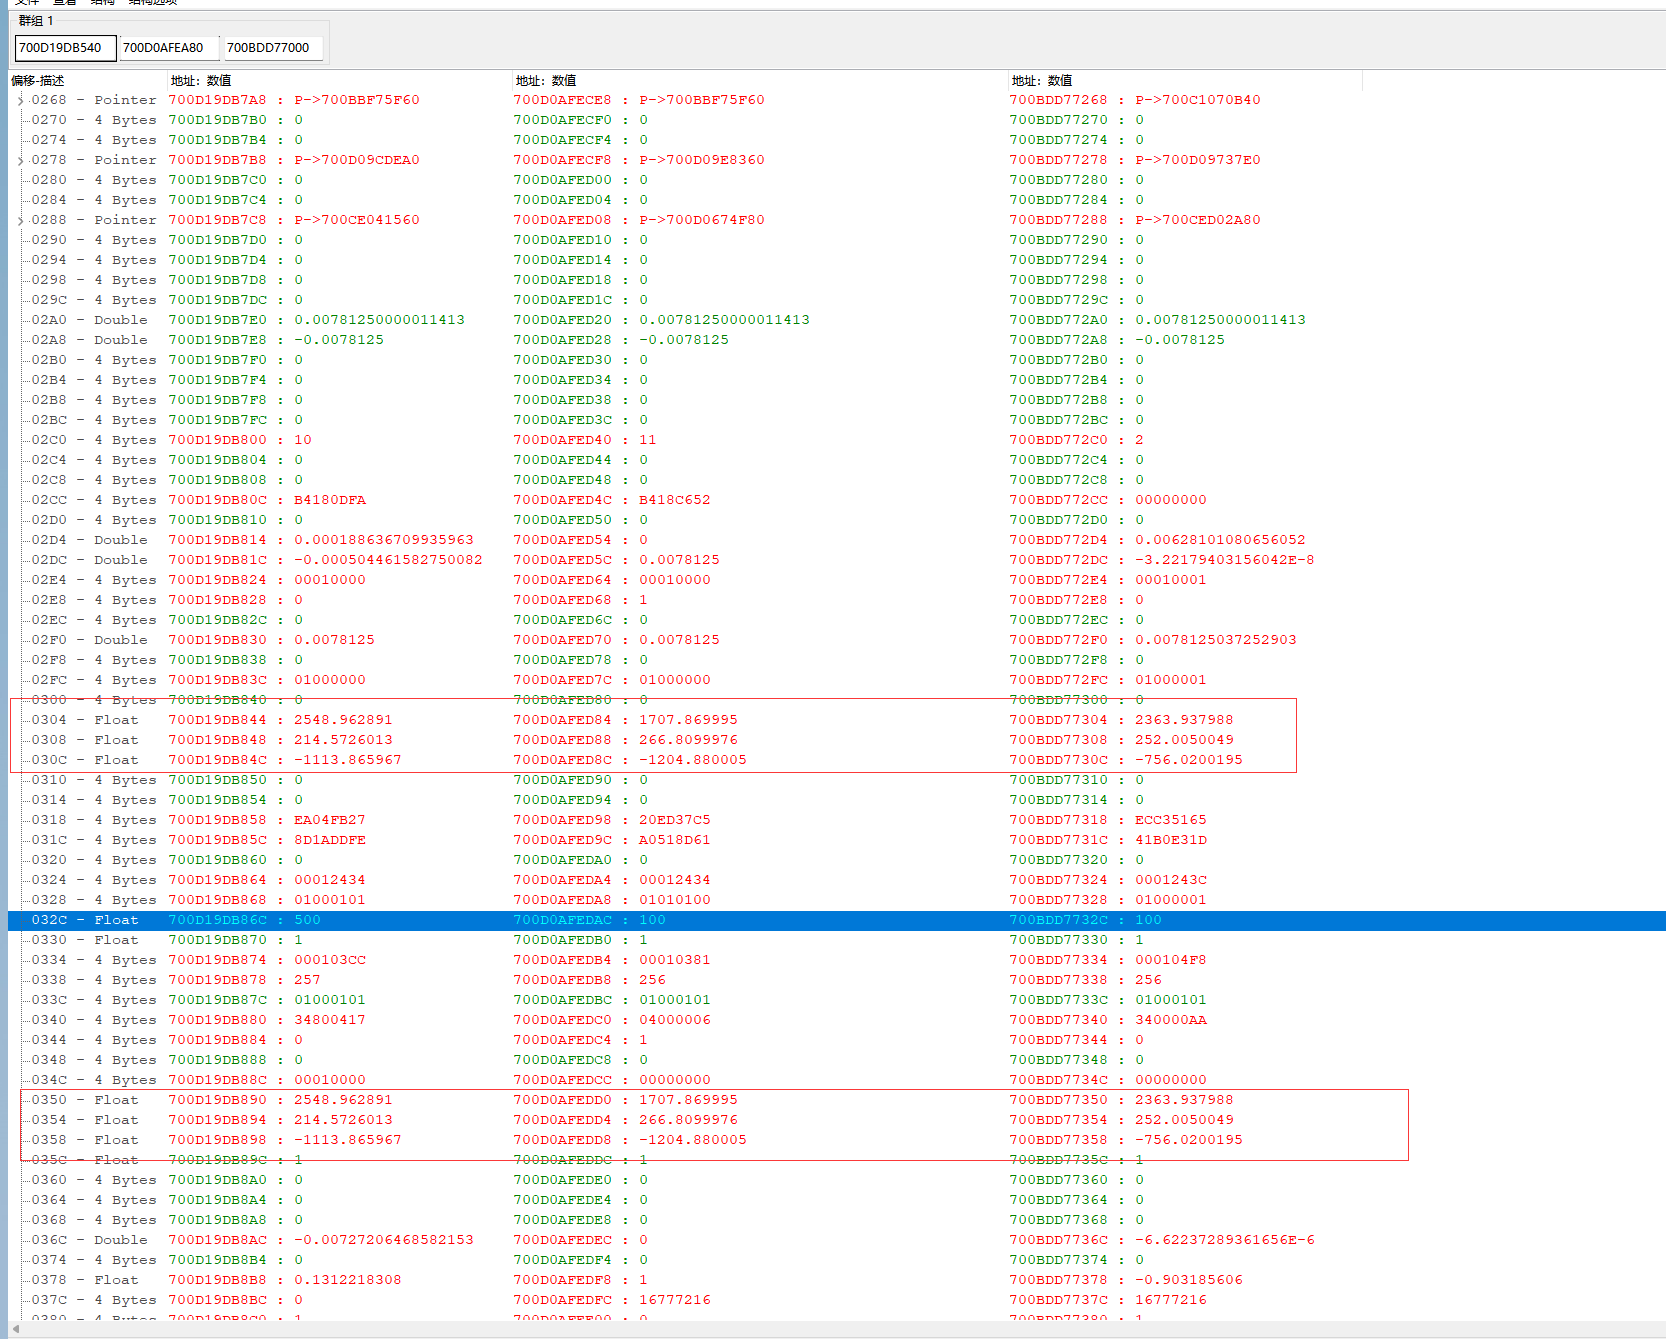 文件 查看 结构 结构选项
群组 1
700D19DB540 700D0AFEA80 700BDD77000
偏移-描述 地址: 数值 地址: 数值 地址: 数值
0268 - Pointer 700D19DB7A8 : P->700BBF75F60 700D0AFECE8 : P->700BBF75F60 700BDD77268 : P->700C1070B40
0270 - 4 Bytes 700D19DB7B0 : 0 700D0AFECF0 : 0 700BDD77270 : 0
0274 - 4 Bytes 700D19DB7B4 : 0 700D0AFECF4 : 0 700BDD77274 : 0
0278 - Pointer 700D19DB7B8 : P->700D09CDEA0 700D0AFECF8 : P->700D09E8360 700BDD77278 : P->700D09737E0
0280 - 4 Bytes 700D19DB7C0 : 0 700D0AFED00 : 0 700BDD77280 : 0
0284 - 4 Bytes 700D19DB7C4 : 0 700D0AFED04 : 0 700BDD77284 : 0
0288 - Pointer 700D19DB7C8 : P->700CE041560 700D0AFED08 : P->700D0674F80 700BDD77288 : P->700CED02A80
0290 - 4 Bytes 700D19DB7D0 : 0 700D0AFED10 : 0 700BDD77290 : 0
0294 - 4 Bytes 700D19DB7D4 : 0 700D0AFED14 : 0 700BDD77294 : 0
0298 - 4 Bytes 700D19DB7D8 : 0 700D0AFED18 : 0 700BDD77298 : 0
029C - 4 Bytes 700D19DB7DC : 0 700D0AFED1C : 0 700BDD7729C : 0
02A0 - Double 700D19DB7E0 : 0.00781250000011413 700D0AFED20 : 0.00781250000011413 700BDD772A0 : 0.00781250000011413
02A8 - Double 700D19DB7E8 : -0.0078125 700D0AFED28 : -0.0078125 700BDD772A8 : -0.0078125
02B0 - 4 Bytes 700D19DB7F0 : 0 700D0AFED30 : 0 700BDD772B0 : 0
02B4 - 4 Bytes 700D19DB7F4 : 0 700D0AFED34 : 0 700BDD772B4 : 0
02B8 - 4 Bytes 700D19DB7F8 : 0 700D0AFED38 : 0 700BDD772B8 : 0
02BC - 4 Bytes 700D19DB7FC : 0 700D0AFED3C : 0 700BDD772BC : 0
02C0 - 4 Bytes 700D19DB800 : 10 700D0AFED40 : 11 700BDD772C0 : 2
02C4 - 4 Bytes 700D19DB804 : 0 700D0AFED44 : 0 700BDD772C4 : 0
02C8 - 4 Bytes 700D19DB808 : 0 700D0AFED48 : 0 700BDD772C8 : 0
02CC - 4 Bytes 700D19DB80C : B4180DFA 700D0AFED4C : B418C652 700BDD772CC : 00000000
02D0 - 4 Bytes 700D19DB810 : 0 700D0AFED50 : 0 700BDD772D0 : 0
02D4 - Double 700D19DB814 : 0.000188636709935963 700D0AFED54 : 0 700BDD772D4 : 0.00628101080656052
02DC - Double 700D19DB81C : -0.000504461582750082 700D0AFED5C : 0.0078125 700BDD772DC : -3.22179403156042E-8
02E4 - 4 Bytes 700D19DB824 : 00010000 700D0AFED64 : 00010000 700BDD772E4 : 00010001
02E8 - 4 Bytes 700D19DB828 : 0 700D0AFED68 : 1 700BDD772E8 : 0
02EC - 4 Bytes 700D19DB82C : 0 700D0AFED6C : 0 700BDD772EC : 0
02F0 - Double 700D19DB830 : 0.0078125 700D0AFED70 : 0.0078125 700BDD772F0 : 0.0078125037252903
02F8 - 4 Bytes 700D19DB838 : 0 700D0AFED78 : 0 700BDD772F8 : 0
02FC - 4 Bytes 700D19DB83C : 01000000 700D0AFED7C : 01000000 700BDD772FC : 01000001
0300 - 4 Bytes 700D19DB840 : 0 700D0AFED80 : 0 700BDD77300 : 0
0304 - Float 700D19DB844 : 2548.962891 700D0AFED84 : 1707.869995 700BDD77304 : 2363.937988
0308 - Float 700D19DB848 : 214.5726013 700D0AFED88 : 266.8099976 700BDD77308 : 252.0050049
030C - Float 700D19DB84C : -1113.865967 700D0AFED8C : -1204.880005 700BDD7730C : -756.0200195
0310 - 4 Bytes 700D19DB850 : 0 700D0AFED90 : 0 700BDD77310 : 0
0314 - 4 Bytes 700D19DB854 : 0 700D0AFED94 : 0 700BDD77314 : 0
0318 - 4 Bytes 700D19DB858 : EA04FB27 700D0AFED98 : 20ED37C5 700BDD77318 : ECC35165
031C - 4 Bytes 700D19DB85C : 8D1ADDFE 700D0AFED9C : A0518D61 700BDD7731C : 41B0E31D
0320 - 4 Bytes 700D19DB860 : 0 700D0AFEDA0 : 0 700BDD77320 : 0
0324 - 4 Bytes 700D19DB864 : 00012434 700D0AFEDA4 : 00012434 700BDD77324 : 0001243C
0328 - 4 Bytes 700D19DB868 : 01000101 700D0AFEDA8 : 01010100 700BDD77328 : 01000001
032C - Float 700D19DB86C : 500 700D0AFEDAC : 100 700BDD7732C : 100
0330 - Float 700D19DB870 : 1 700D0AFEDB0 : 1 700BDD77330 : 1
0334 - 4 Bytes 700D19DB874 : 000103CC 700D0AFEDB4 : 00010381 700BDD77334 : 000104F8
0338 - 4 Bytes 700D19DB878 : 257 700D0AFEDB8 : 256 700BDD77338 : 256
033C - 4 Bytes 700D19DB87C : 01000101 700D0AFEDBC : 01000101 700BDD7733C : 01000101
0340 - 4 Bytes 700D19DB880 : 34800417 700D0AFEDC0 : 04000006 700BDD77340 : 340000AA
0344 - 4 Bytes 700D19DB884 : 0 700D0AFEDC4 : 1 700BDD77344 : 0
0348 - 4 Bytes 700D19DB888 : 0 700D0AFEDC8 : 0 700BDD77348 : 0
034C - 4 Bytes 700D19DB88C : 00010000 700D0AFEDCC : 00000000 700BDD7734C : 00000000
0350 - Float 700D19DB890 : 2548.962891 700D0AFEDD0 : 1707.869995 700BDD77350 : 2363.937988
0354 - Float 700D19DB894 : 214.5726013 700D0AFEDD4 : 266.8099976 700BDD77354 : 252.0050049
0358 - Float 700D19DB898 : -1113.865967 700D0AFEDD8 : -1204.880005 700BDD77358 : -756.0200195
035C - Float 700D19DB89C : 1 700D0AFEDDC : 1 700BDD7735C : 1
0360 - 4 Bytes 700D19DB8A0 : 0 700D0AFEDE0 : 0 700BDD77360 : 0
0364 - 4 Bytes 700D19DB8A4 : 0 700D0AFEDE4 : 0 700BDD77364 : 0
0368 - 4 Bytes 700D19DB8A8 : 0 700D0AFEDE8 : 0 700BDD77368 : 0
036C - Double 700D19DB8AC : -0.00727206468582153 700D0AFEDEC : 0 700BDD7736C : -6.62237289361656E-6
0374 - 4 Bytes 700D19DB8B4 : 0 700D0AFEDF4 : 0 700BDD77374 : 0
0378 - Float 700D19DB8B8 : 0.1312218308 700D0AFEDF8 : 1 700BDD77378 : -0.903185606
037C - 4 Bytes 700D19DB8BC : 0 700D0AFEDFC : 16777216 700BDD7737C : 16777216
0380 - 4 Bytes 700D19DB8C0 : 1 700D0AFEE00 : 0 700BDD77380 : 1